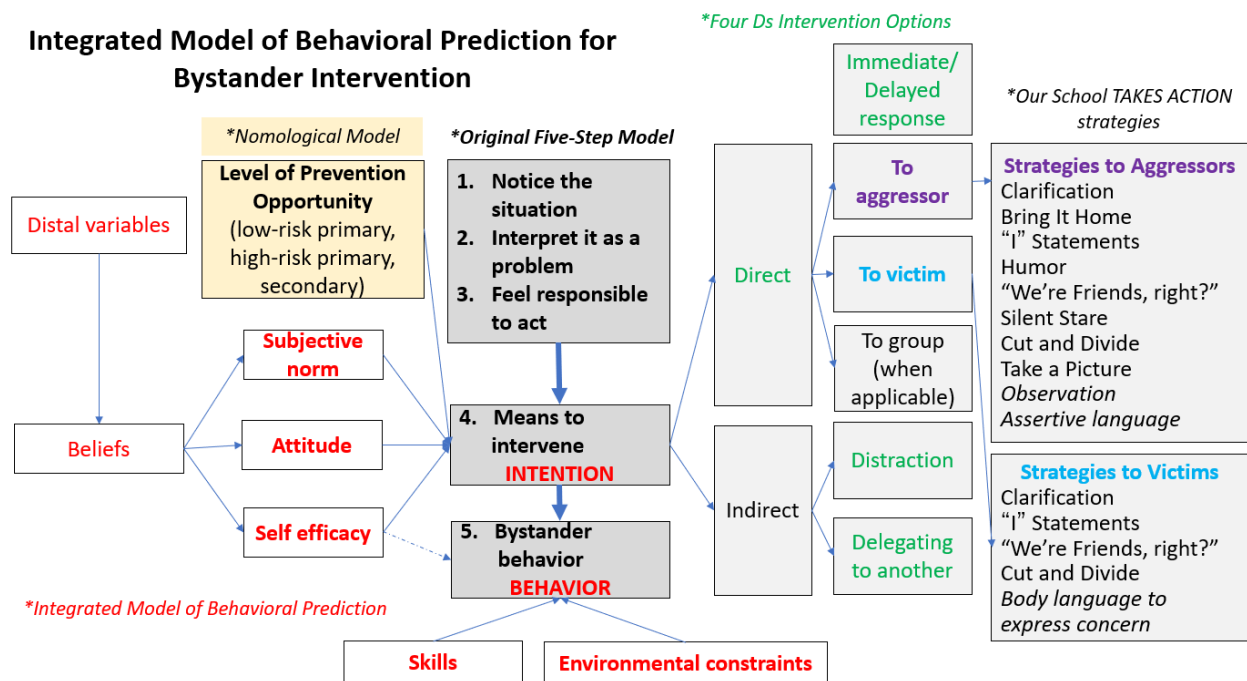 Integrated Model of Behavioral Prediction for
Bystander Intervention
*Four Ds Intervention Options
*Nomological Model
Level of Prevention
Opportunity
(low-risk primary,
high-risk primary,
secondary)
*Original Five-Step Model
1. Notice the
situation
2. Interpret it as a
problem
3. Feel responsible
to act
Distal variables
Beliefs
Subjective
norm
Attitude
Self efficacy
4. Means to
intervene
INTENTION
5. Bystander
behavior
BEHAVIOR
*Integrated Model of Behavioral Prediction
Skills
Environmental constraints
Direct
Indirect
Immediate/
Delayed
response
To
aggressor
To victim
To group
(when
applicable)
Distraction
Delegating
to another
*Our School TAKES ACTION
strategies
Strategies to Aggressors
Clarification
Bring It Home
“I” Statements
Humor
“We’re Friends, right?”
Silent Stare
Cut and Divide
Take a Picture
Observation
Assertive language
Strategies to Victims
Clarification
“I” Statements
“We’re Friends, right?”
Cut and Divide
Body language to
express concern